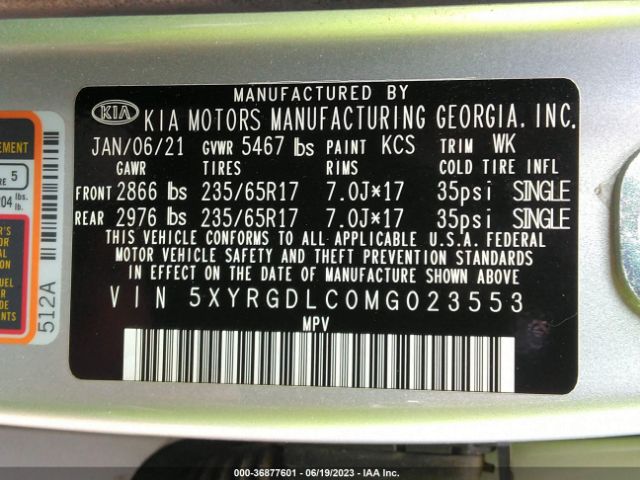 MANUFACTURED BY
KIA KIA MOTORS MANUFACTURING GEORGIA. INC.
JAN/06/21 GVWR 5467 lbs PAINT KCS TRIM WK
GAWR TIRES RIMS COLD TIRE INFL
FRONT 2866 lbs 235/65R17 7.0J*17 35psi SINGLE
REAR 2976 lbs 235/65R17 7.0J*17 35psi SINGLE
THIS VEHICLE CONFORMS TO ALL APPLICABLE U.S.A. FEDERAL
MOTOR VEHICLE SAFETY AND THEFT PREVENTION STANDARDS
IN EFFECT ON THE DATE OF MANUFACTURE SHOWN ABOVE.
VIN 5XYRGDLC0MG023553
MPV
5
204 lbs.
512A
000-36877601 - 06/19/2023 - IAA Inc.